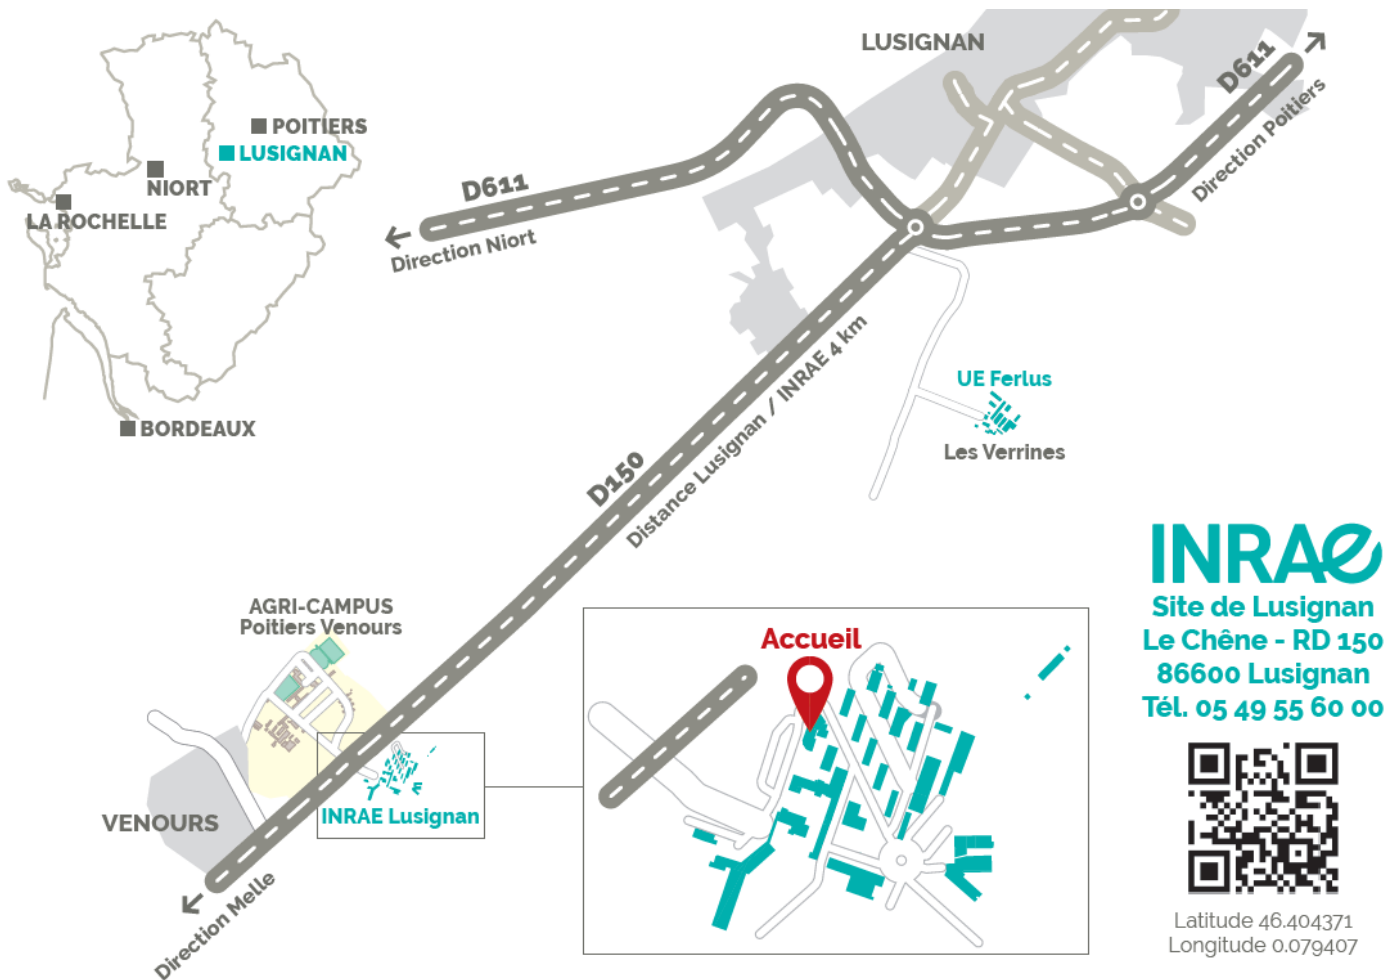 LUSIGNAN
D611
Direction Poitiers
POITIERS
LUSIGNAN
NIORT
LA ROCHELLE
BORDEAUX
D611
Direction Niort
Distance Lusignan / INRAE 4 km
D150
UE Ferlus
Les Verrines
AGRI-CAMPUS
Poitiers Venours
VENOURS
INRAE Lusignan
Direction Melle
Accueil
INRAE
Site de Lusignan
Le Chêne - RD 150
86600 Lusignan
Tél. 05 49 55 60 00
Latitude 46.404371
Longitude 0.079407